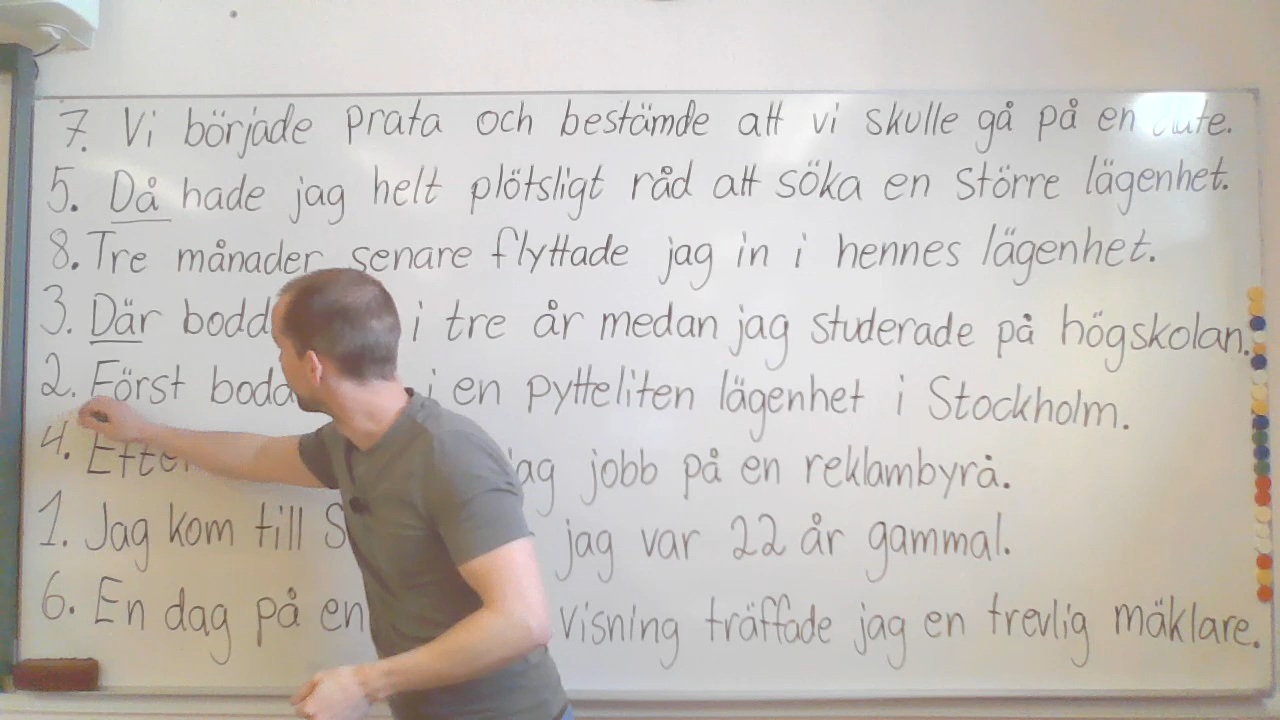 7. Vi började prata och bestämde att vi skulle gå på en
5. Då hade jag helt plötsligt råd att söka en större lägenhet.
8. Tre månader senare flyttade jag in i hennes lägenhet.
3. Där i tre år medan jag studerade på högskolan.
2. Först i en pytteliten lägenhet i Stockholm.
4. jag jobb på en reklambyrå.
1. Jag kom till jag var 22 år gammal.
6. En dag på en visning träffade jag en trevlig mäklare.